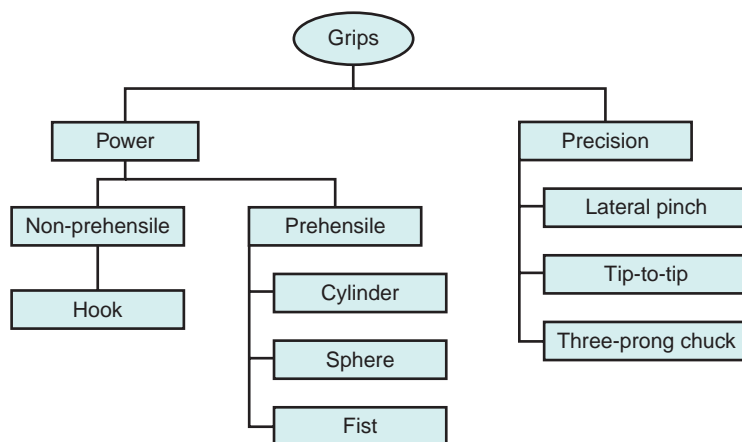 Grips
Power
Precision
Non-prehensile
Prehensile
Lateral pinch
Hook
Cylinder
Tip-to-tip
Sphere
Three-prong chuck
Fist